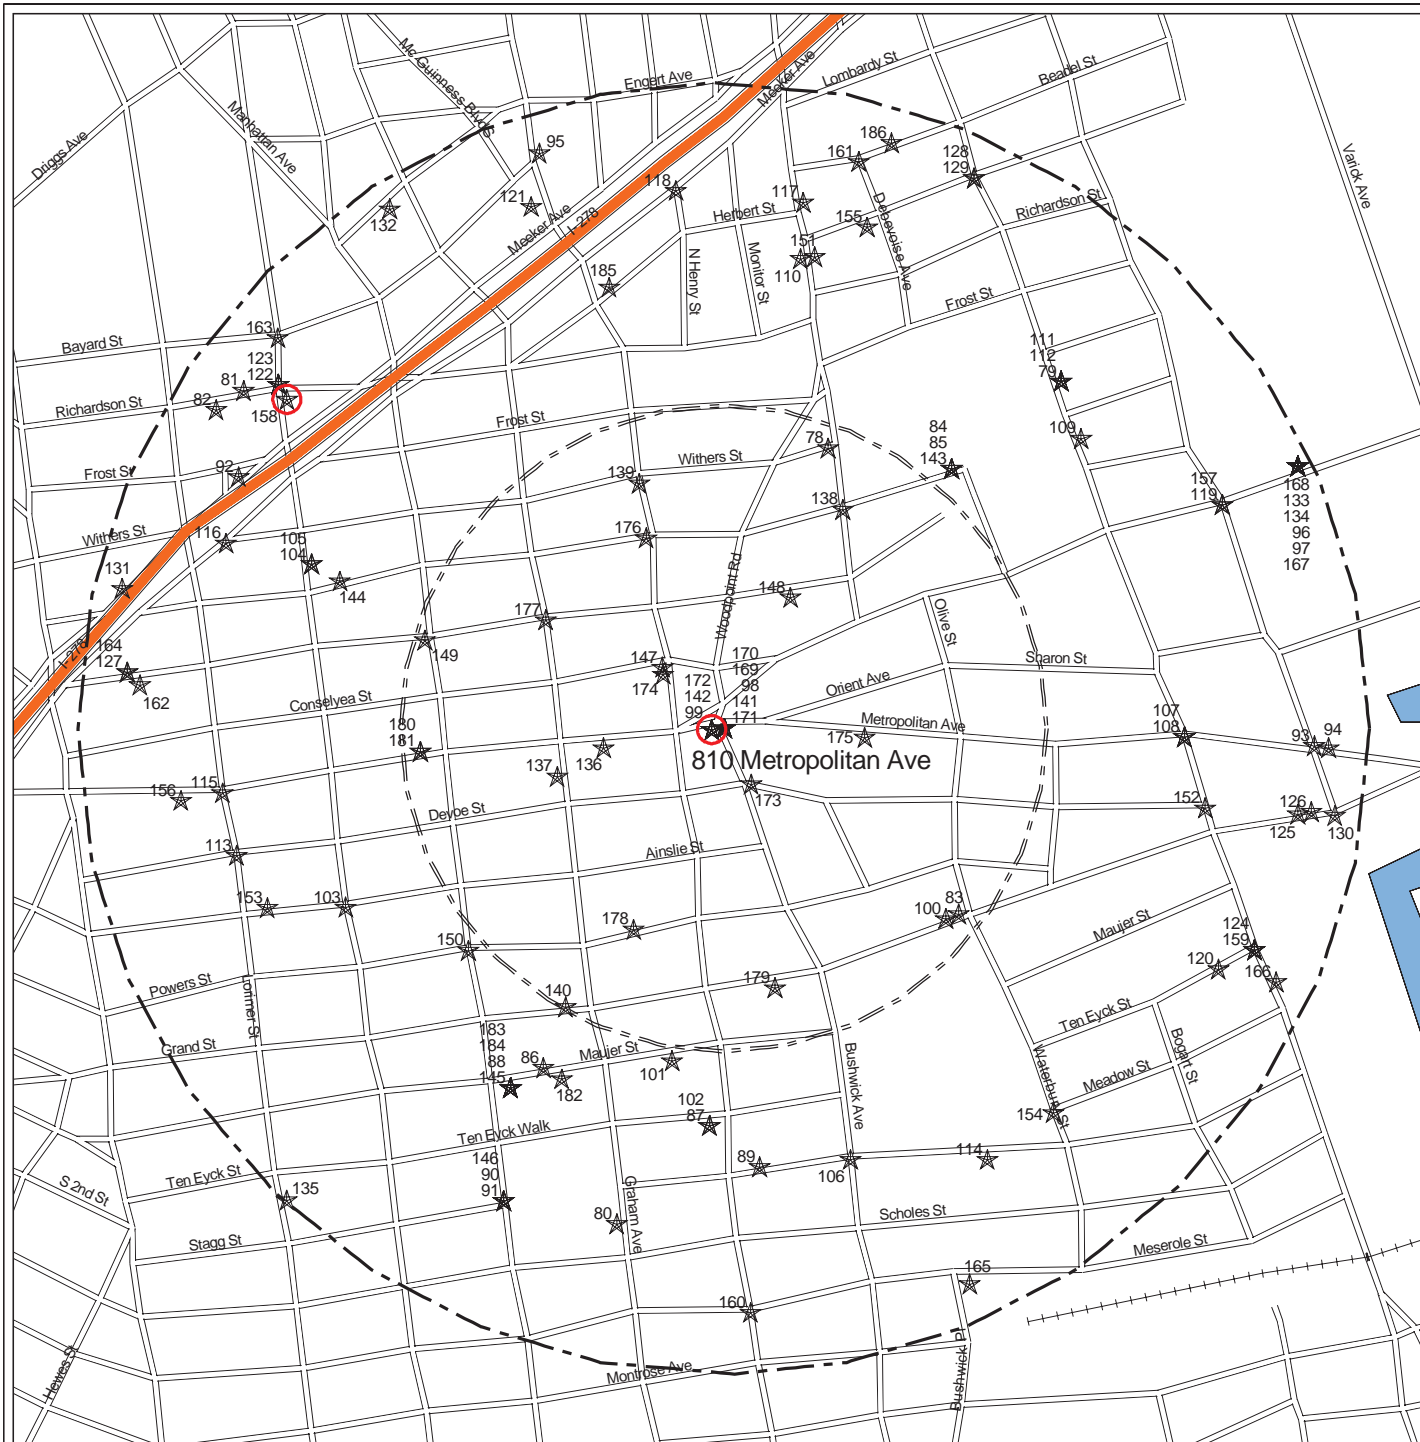 Mc Guinness Blvd S
Engert Ave
Meeker Ave
Lombardy St
Beadel St
Driggs Ave
Manhattan Ave
95
186
161
128
129
Varick Ave
118
121
132
117
Meeker Ave
I-278
Herbert St
155
Debevoise Ave
Richardson St
151
110
N Henry St
Monitor St
185
Frost St
Bayard St
163
123
122
81
82
158
Richardson St
111
112
79
109
Frost St
78
84
85
143
Withers St
139
92
Frost St
138
157
119
168
133
134
96
97
167
Withers St
116
105
104
176
131
144
148
Woodpoint Rd
177
Olive St
I-278
164
127
162
149
147
174
170
169
98
141
171
172
142
99
Sharon St
Orient Ave
Conselyea St
Metropolitan Ave
175
107
108
93
94
180
181
137
136
810 Metropolitan Ave
156
115
173
Devoe St
152
126
125
130
113
Ainslie St
153
103
178
83
100
Maujer St
124
159
150
120
166
179
Powers St
Lorimer St
140
Ten Eyck St
Bogart St
Grand St
183
184
88
145
86
182
Maujer St
101
Bushwick Ave
Waterbury St
Meadow St
102
87
154
Ten Eyck Walk
146
90
91
89
106
114
Ten Eyck St
S 2nd St
135
Graham Ave
80
Scholes St
Stagg St
Meserole St
165
160
Hewes St
Montrose Ave
Bushwick Pl